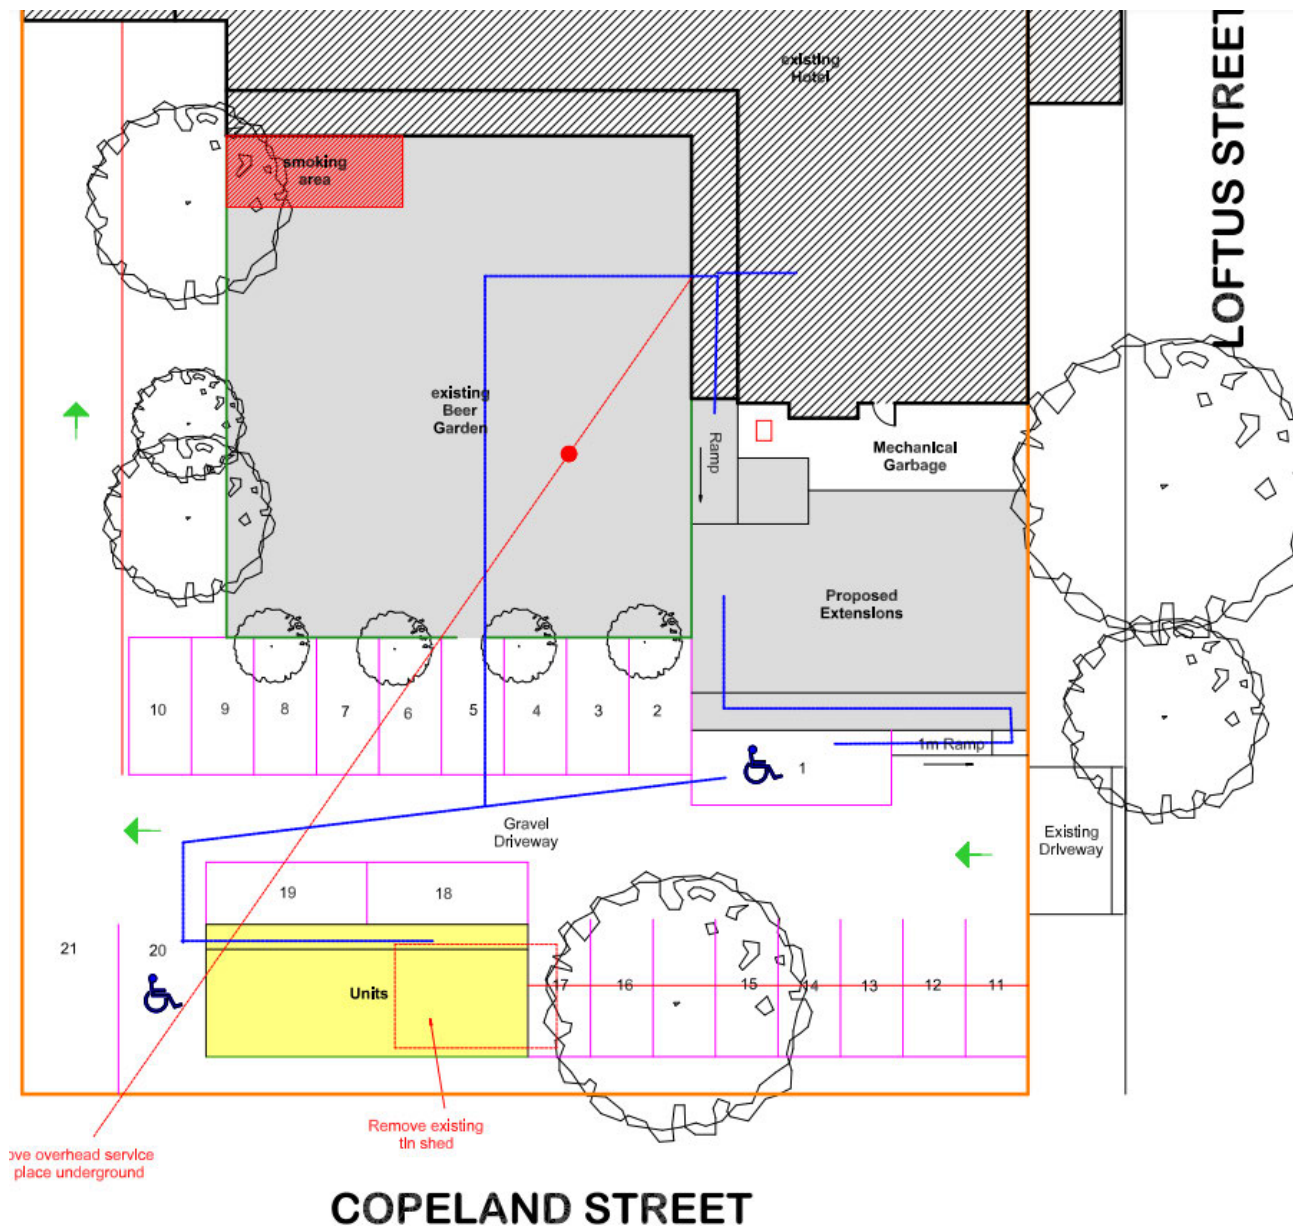 existing
Hotel
LOFTUS STREET
smoking
area
existing
Beer
Garden
Ramp
Mechanical
Garbage
Proposed
Extensions
10
9
8
7
6
5
4
3
2
1m Ramp
1
Gravel
Driveway
Existing
Driveway
19
18
21
20
Units
17
16
15
14
13
12
11
Remove existing
tin shed
ove overhead service
place underground
COPELAND STREET